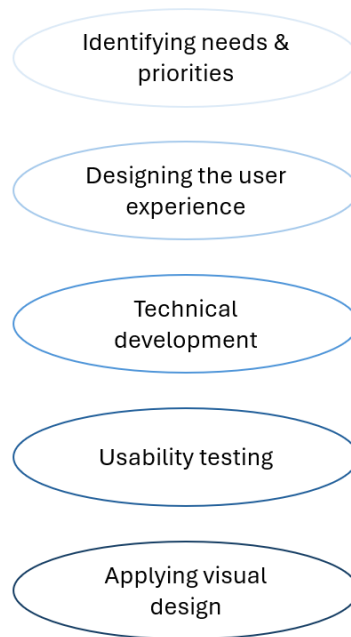 Identifying needs &
priorities
Designing the user
experience
Technical
development
Usability testing
Applying visual
design